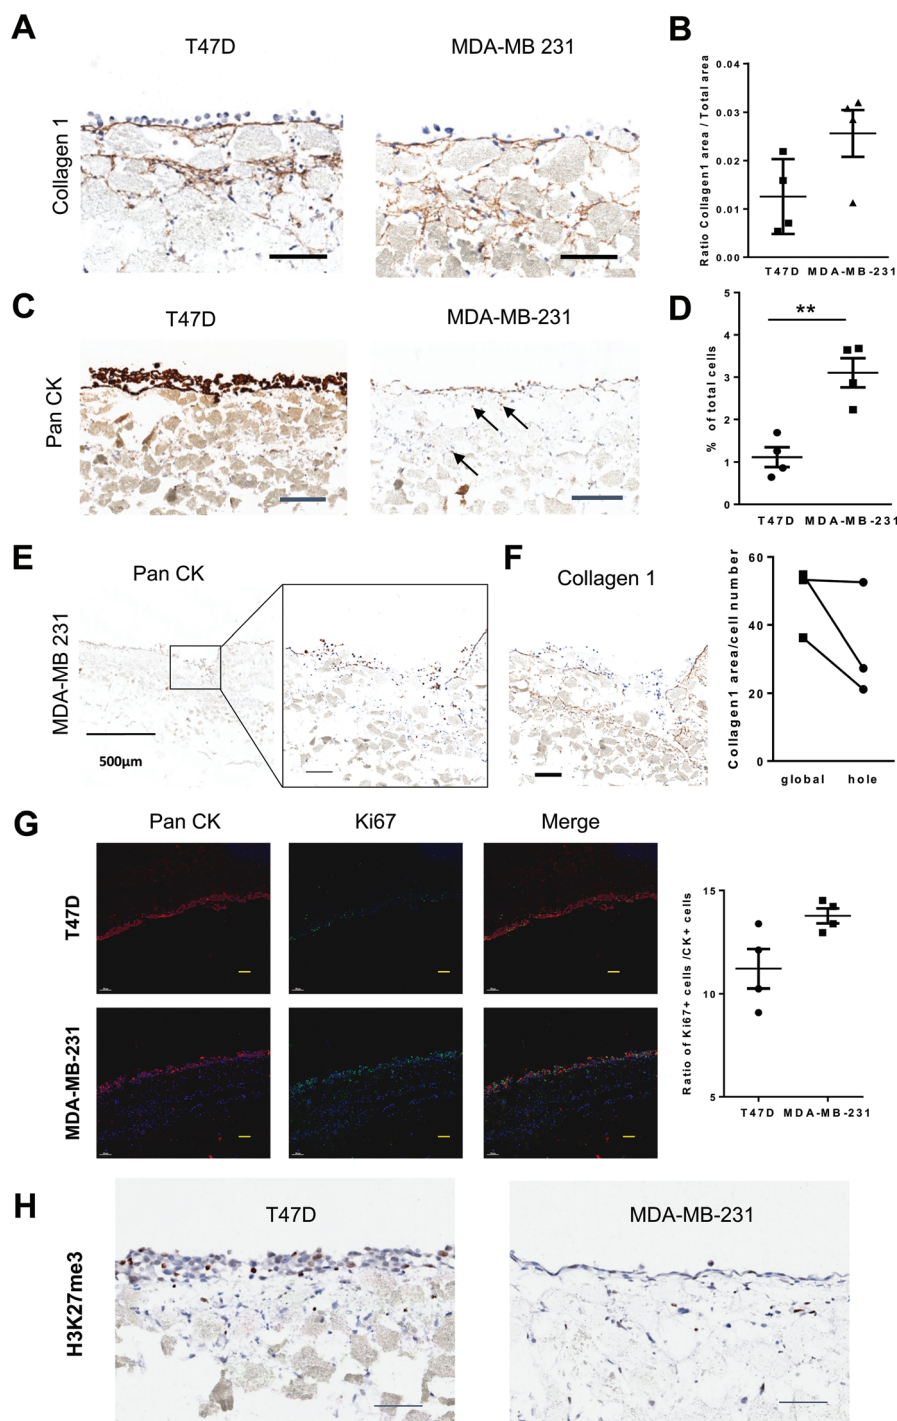 A
T47D
MDA-MB 231
Collagen 1
B
Ratio Collagen1 area / Total area
0.04
0.03
0.02
0.01
0.00
T47D MDA-MB-231
C
T47D
MDA-MB-231
Pan CK
D
% of total cells
5
4
3
2
1
0
**
T47D MDA-MB-231
E
Pan CK
MDA-MB 231
500μm
F
Collagen 1
Collagen1 area/cell number
60
40
20
0
global hole
G
Pan CK
Ki67
Merge
T47D
MDA-MB-231
Ratio of Ki67+ cells /CK+ cells
15
10
5
T47D MDA-MB-231
H
T47D
MDA-MB-231
H3K27me3